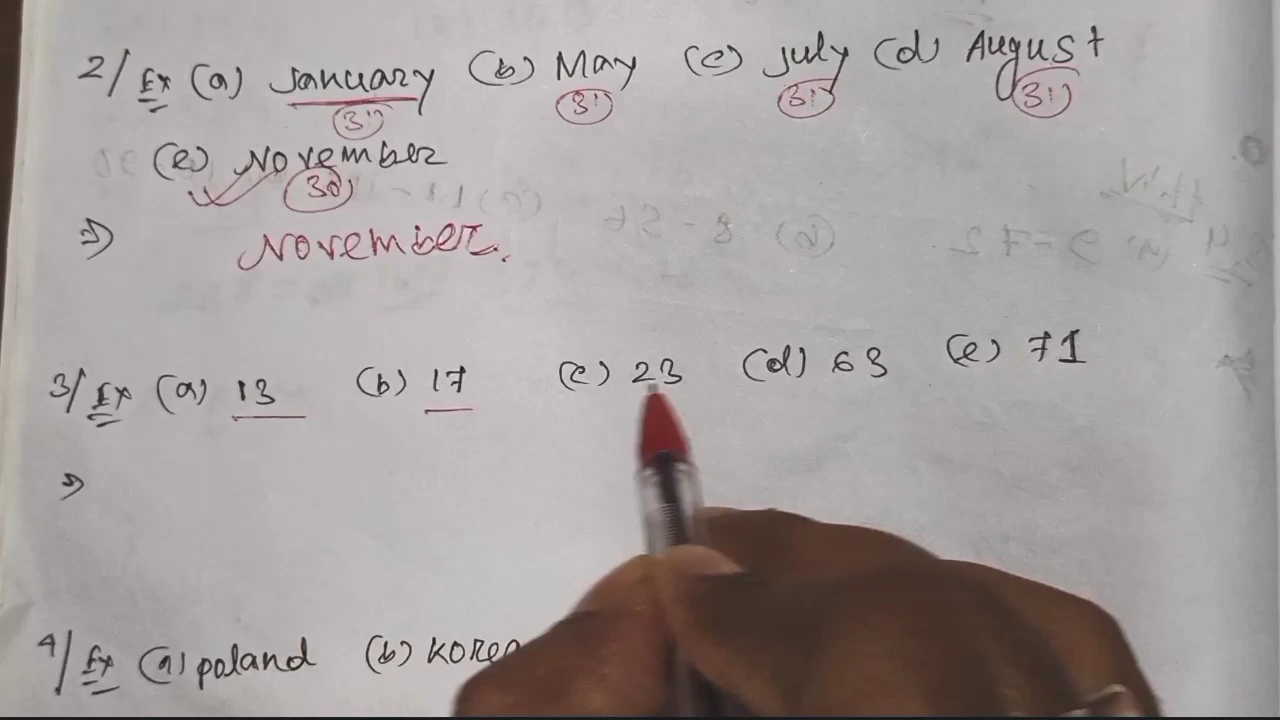 2/ Ex (a) January (b) May (c) July (d) August
31 31 31 31
(e) November
30
⇒ November.
3/ Ex (a) 13 (b) 17 (c) 23 (d) 63 (e) 71
⇒
4/ Ex (a) poland (b) Korea